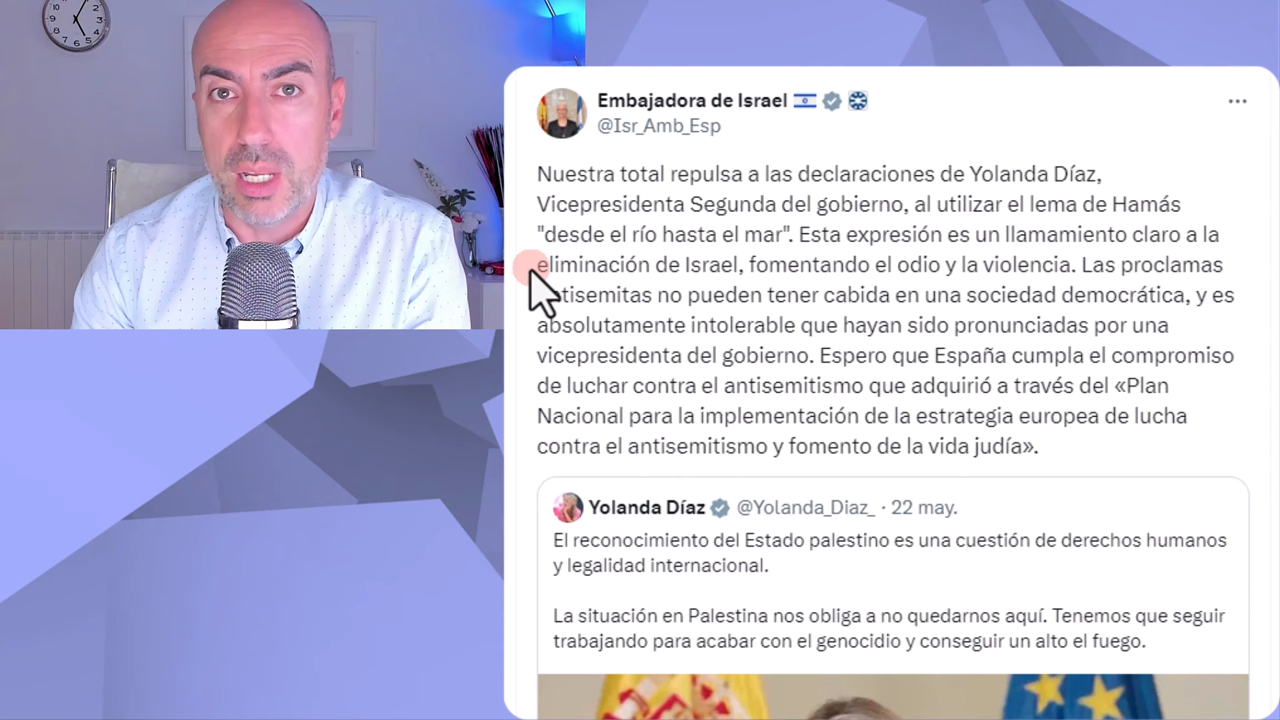 Embajadora de Israel
@Isr_Amb_Esp
Nuestra total repulsa a las declaraciones de Yolanda Díaz,
Vicepresidenta Segunda del gobierno, al utilizar el lema de Hamás
"desde el río hasta el mar". Esta expresión es un llamamiento claro a la
eliminación de Israel, fomentando el odio y la violencia. Las proclamas
antisemitas no pueden tener cabida en una sociedad democrática, y es
absolutamente intolerable que hayan sido pronunciadas por una
vicepresidenta del gobierno. Espero que España cumpla el compromiso
de luchar contra el antisemitismo que adquirió a través del «Plan
Nacional para la implementación de la estrategia europea de lucha
contra el antisemitismo y fomento de la vida judía».
Yolanda Díaz @Yolanda_Diaz_ · 22 may.
El reconocimiento del Estado palestino es una cuestión de derechos humanos
y legalidad internacional.
La situación en Palestina nos obliga a no quedarnos aquí. Tenemos que seguir
trabajando para acabar con el genocidio y conseguir un alto el fuego.